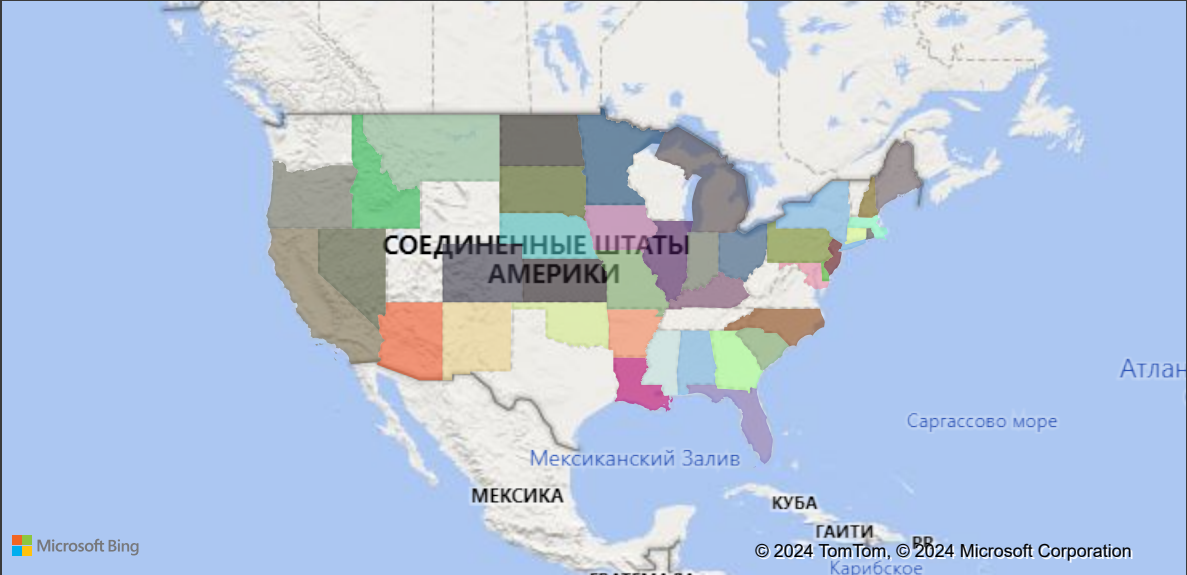 СОЕДИНЕННЫЕ ШТАТЫ
АМЕРИКИ
Атлан
Саргассово море
Мексиканский Залив
МЕКСИКА
КУБА
ГАИТИ
PR
Microsoft Bing
© 2024 TomTom, © 2024 Microsoft Corporation
Карибское